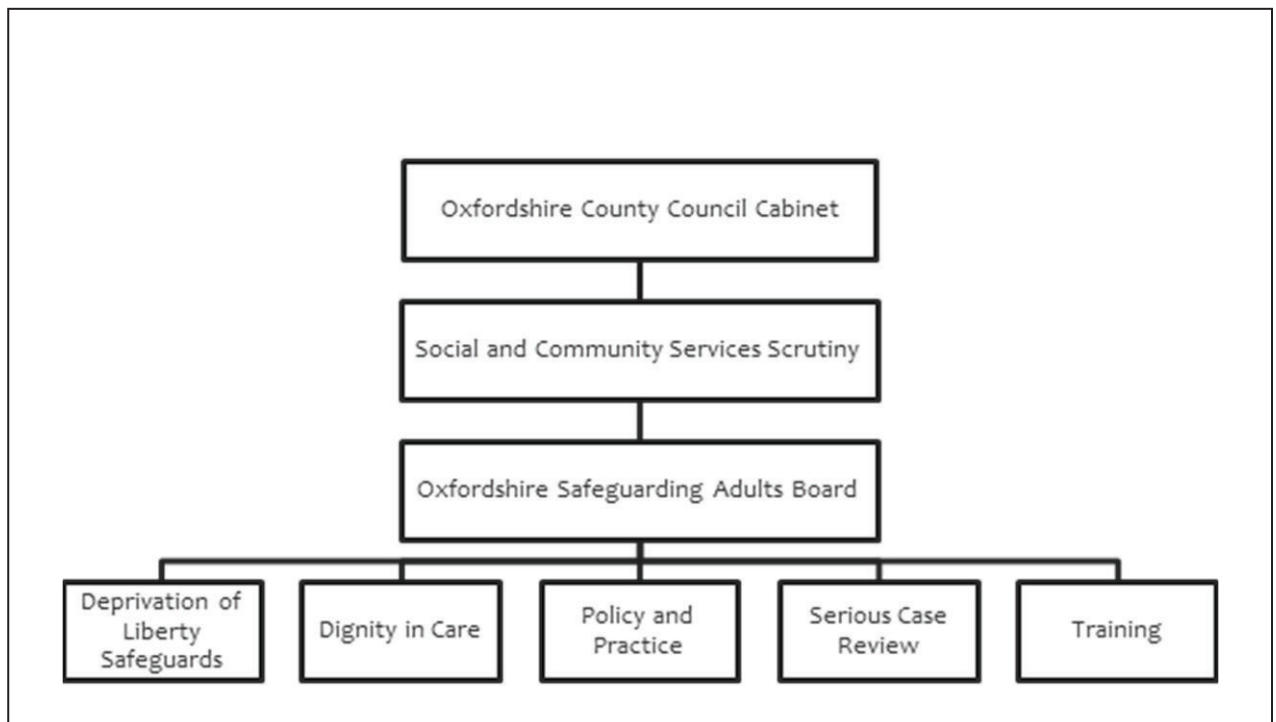 Oxfordshire County Council Cabinet
Social and Community Services Scrutiny
Oxfordshire Safeguarding Adults Board
Deprivation of
Liberty
Safeguards
Dignity in Care
Policy and
Practice
Serious Case
Review
Training